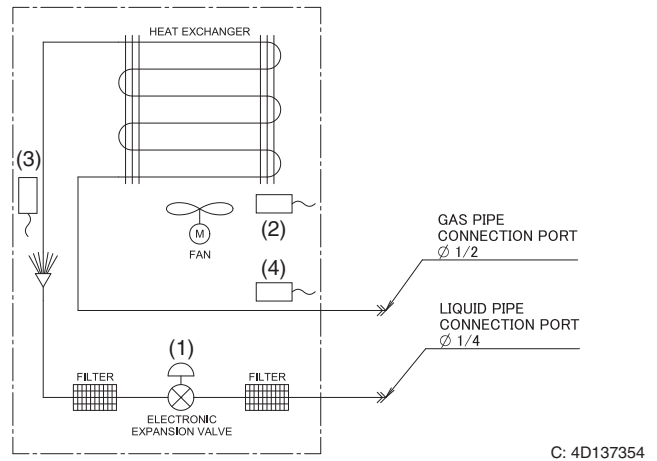 HEAT EXCHANGER
(3)
(2)
M
FAN
(4)
GAS PIPE
CONNECTION PORT
∅ 1/2
LIQUID PIPE
CONNECTION PORT
∅ 1/4
(1)
FILTER
FILTER
ELECTRONIC
EXPANSION VALVE
C: 4D137354